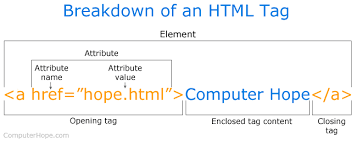 Breakdown of an HTML Tag
Element
Attribute
Attribute name
Attribute value
<a href="hope.html">Computer Hope</a>
Opening tag
Enclosed tag content
Closing tag
ComputerHope.com